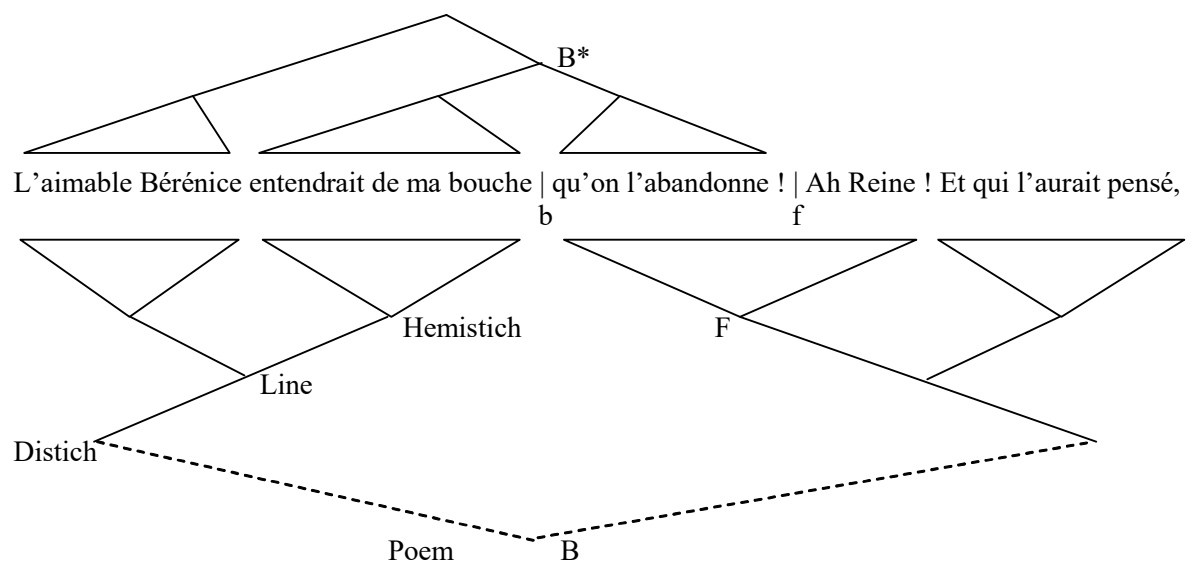 B*
L’aimable Bérénice entendrait de ma bouche | qu’on l’abandonne ! | Ah Reine ! Et qui l’aurait pensé,
b f
Hemistich F
Line
Distich
Poem B